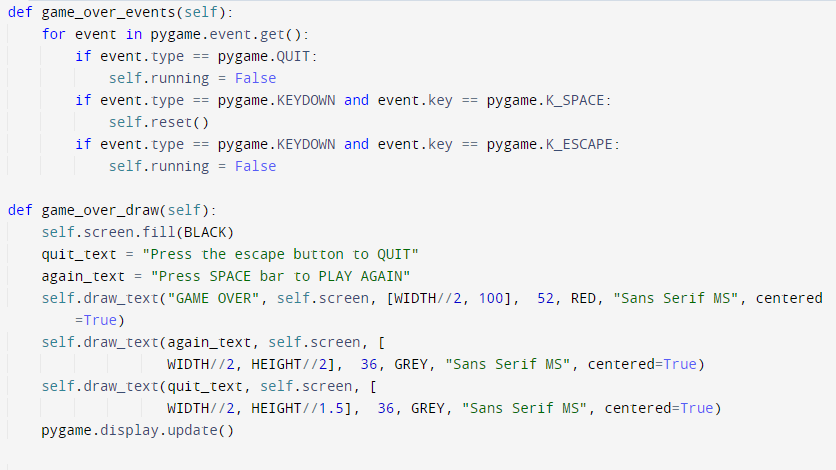 def game_over_events(self):
    for event in pygame.event.get():
        if event.type == pygame.QUIT:
            self.running = False
        if event.type == pygame.KEYDOWN and event.key == pygame.K_SPACE:
            self.reset()
        if event.type == pygame.KEYDOWN and event.key == pygame.K_ESCAPE:
            self.running = False

def game_over_draw(self):
    self.screen.fill(BLACK)
    quit_text = "Press the escape button to QUIT"
    again_text = "Press SPACE bar to PLAY AGAIN"
    self.draw_text("GAME OVER", self.screen, [WIDTH//2, 100],  52, RED, "Sans Serif MS", centered
        =True)
    self.draw_text(again_text, self.screen, [
                   WIDTH//2, HEIGHT//2],  36, GREY, "Sans Serif MS", centered=True)
    self.draw_text(quit_text, self.screen, [
                   WIDTH//2, HEIGHT//1.5],  36, GREY, "Sans Serif MS", centered=True)
    pygame.display.update()